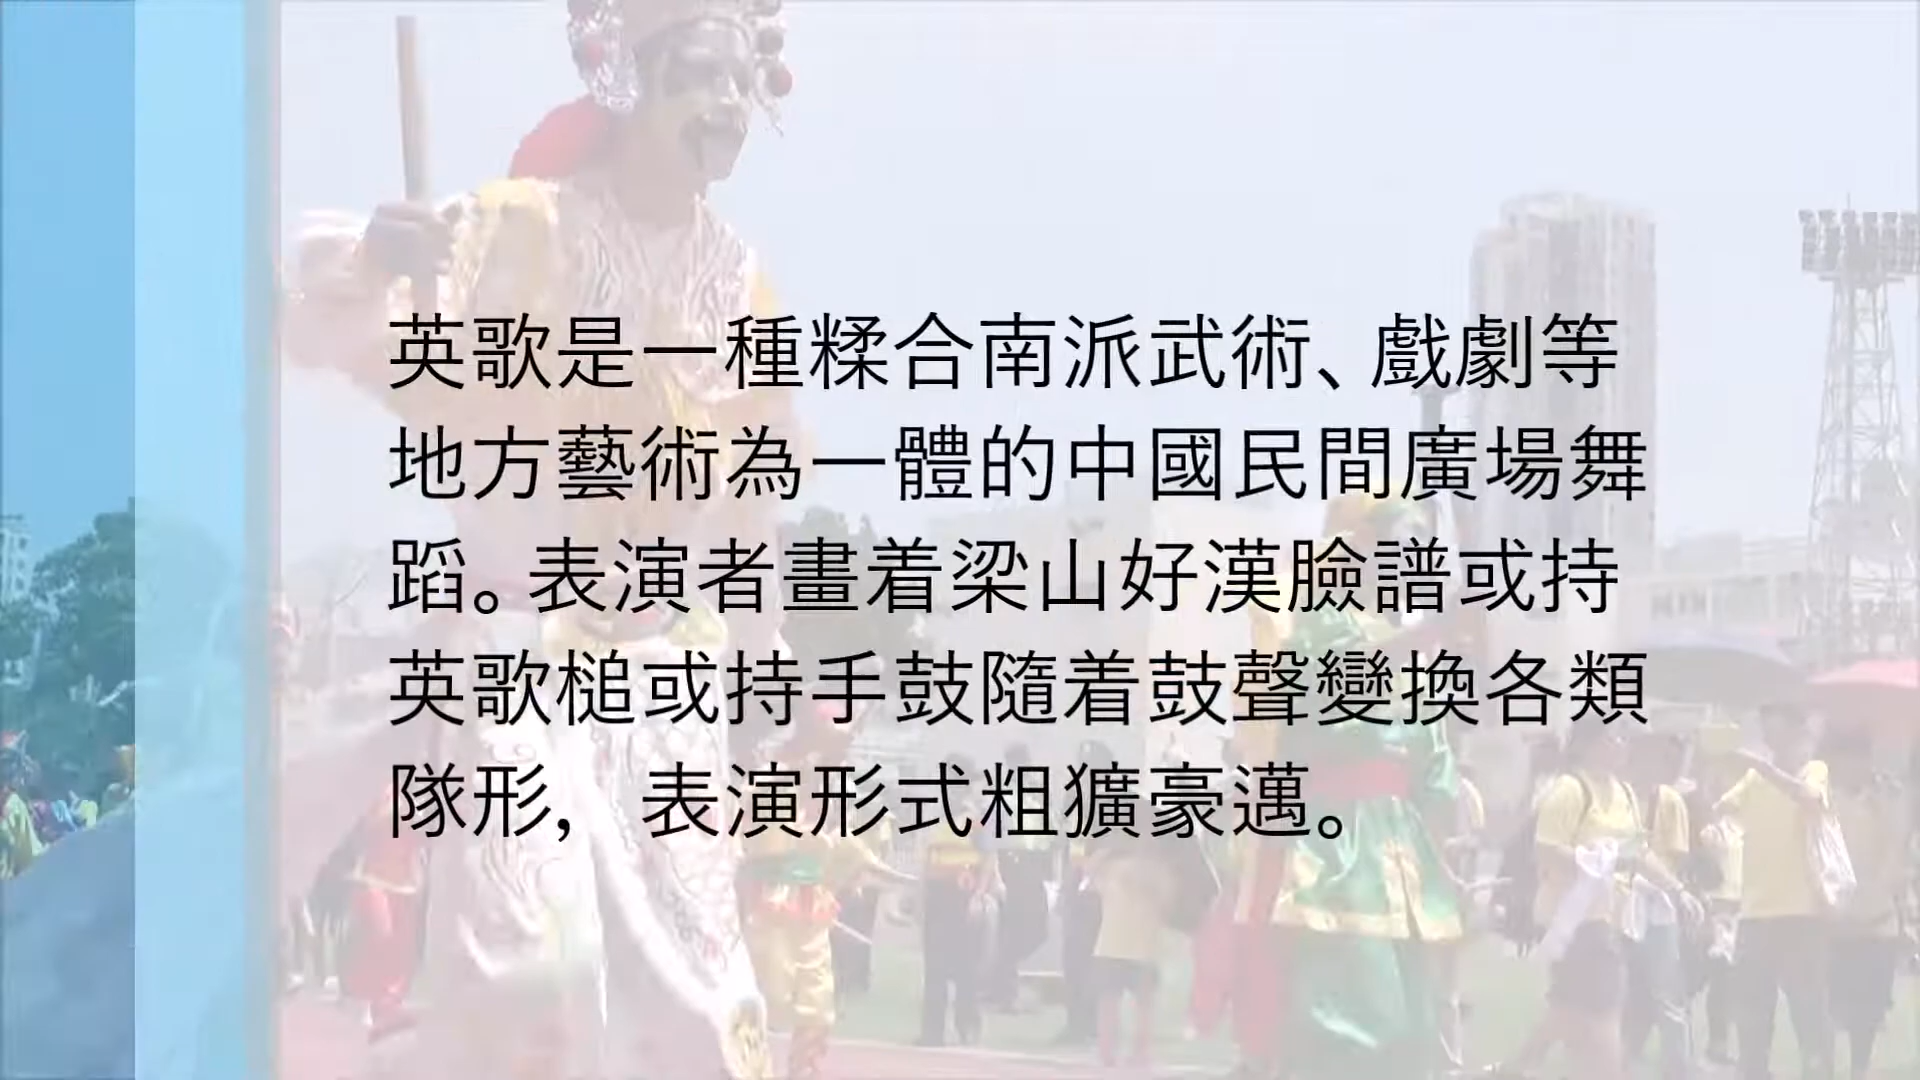 英歌是一種糅合南派武術、戲劇等
地方藝術為一體的中國民間廣場舞
蹈。表演者畫着梁山好漢臉譜或持
英歌槌或持手鼓隨着鼓聲變換各類
隊形，表演形式粗獷豪邁。